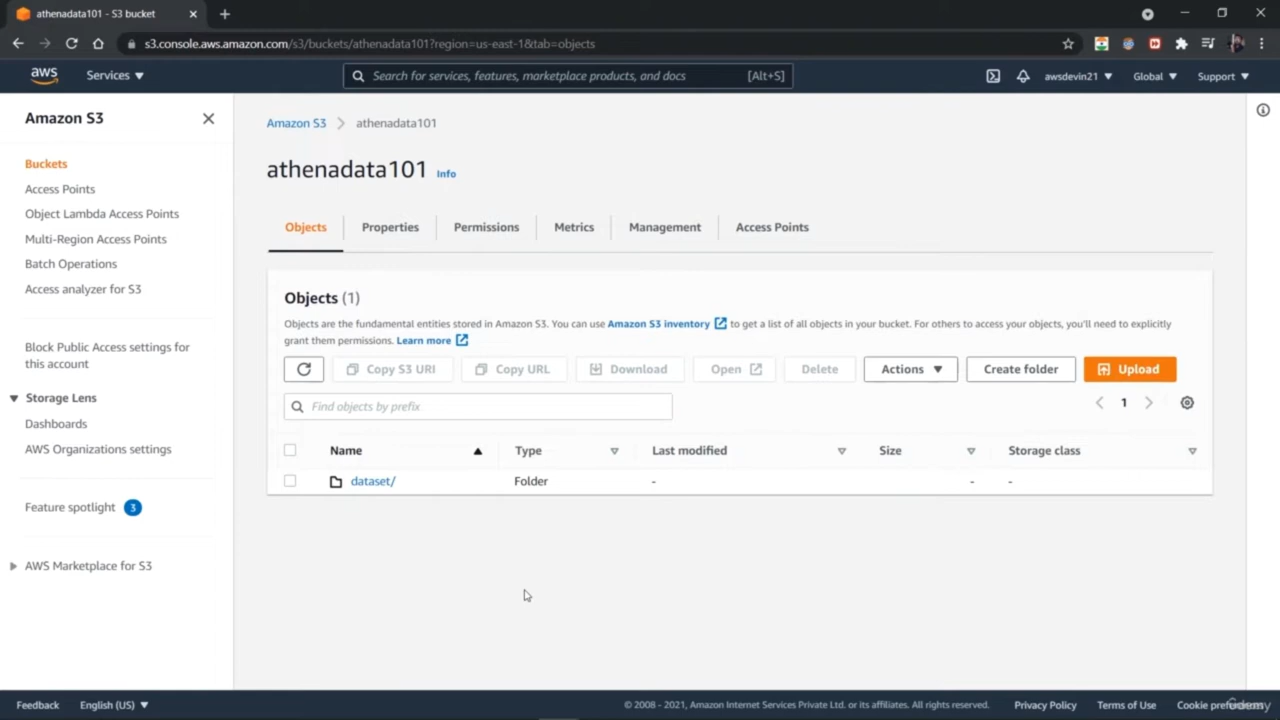 athenadata101 - S3 bucket
s3.console.aws.amazon.com/s3/buckets/athenadata101?region=us-east-1&tab=objects
aws Services Search for services, features, marketplace products, and docs [Alt+S] awsdevin21 Global Support
Amazon S3
Buckets
Access Points
Object Lambda Access Points
Multi-Region Access Points
Batch Operations
Access analyzer for S3
Block Public Access settings for
this account
Storage Lens
Dashboards
AWS Organizations settings
Feature spotlight 3
AWS Marketplace for S3
Amazon S3 athenadata101
athenadata101 Info
Objects Properties Permissions Metrics Management Access Points
Objects (1)
Objects are the fundamental entities stored in Amazon S3. You can use Amazon S3 inventory to get a list of all objects in your bucket. For others to access your objects, you'll need to explicitly
grant them permissions. Learn more
Copy S3 URI Copy URL Download Open Delete Actions Create folder Upload
Find objects by prefix 1
Name Type Last modified Size Storage class
dataset/ Folder - - -
Feedback English (US) © 2008 - 2021, Amazon Internet Services Private Ltd. or its affiliates. All rights reserved. Privacy Policy Terms of Use Cookie preferences
Udemy